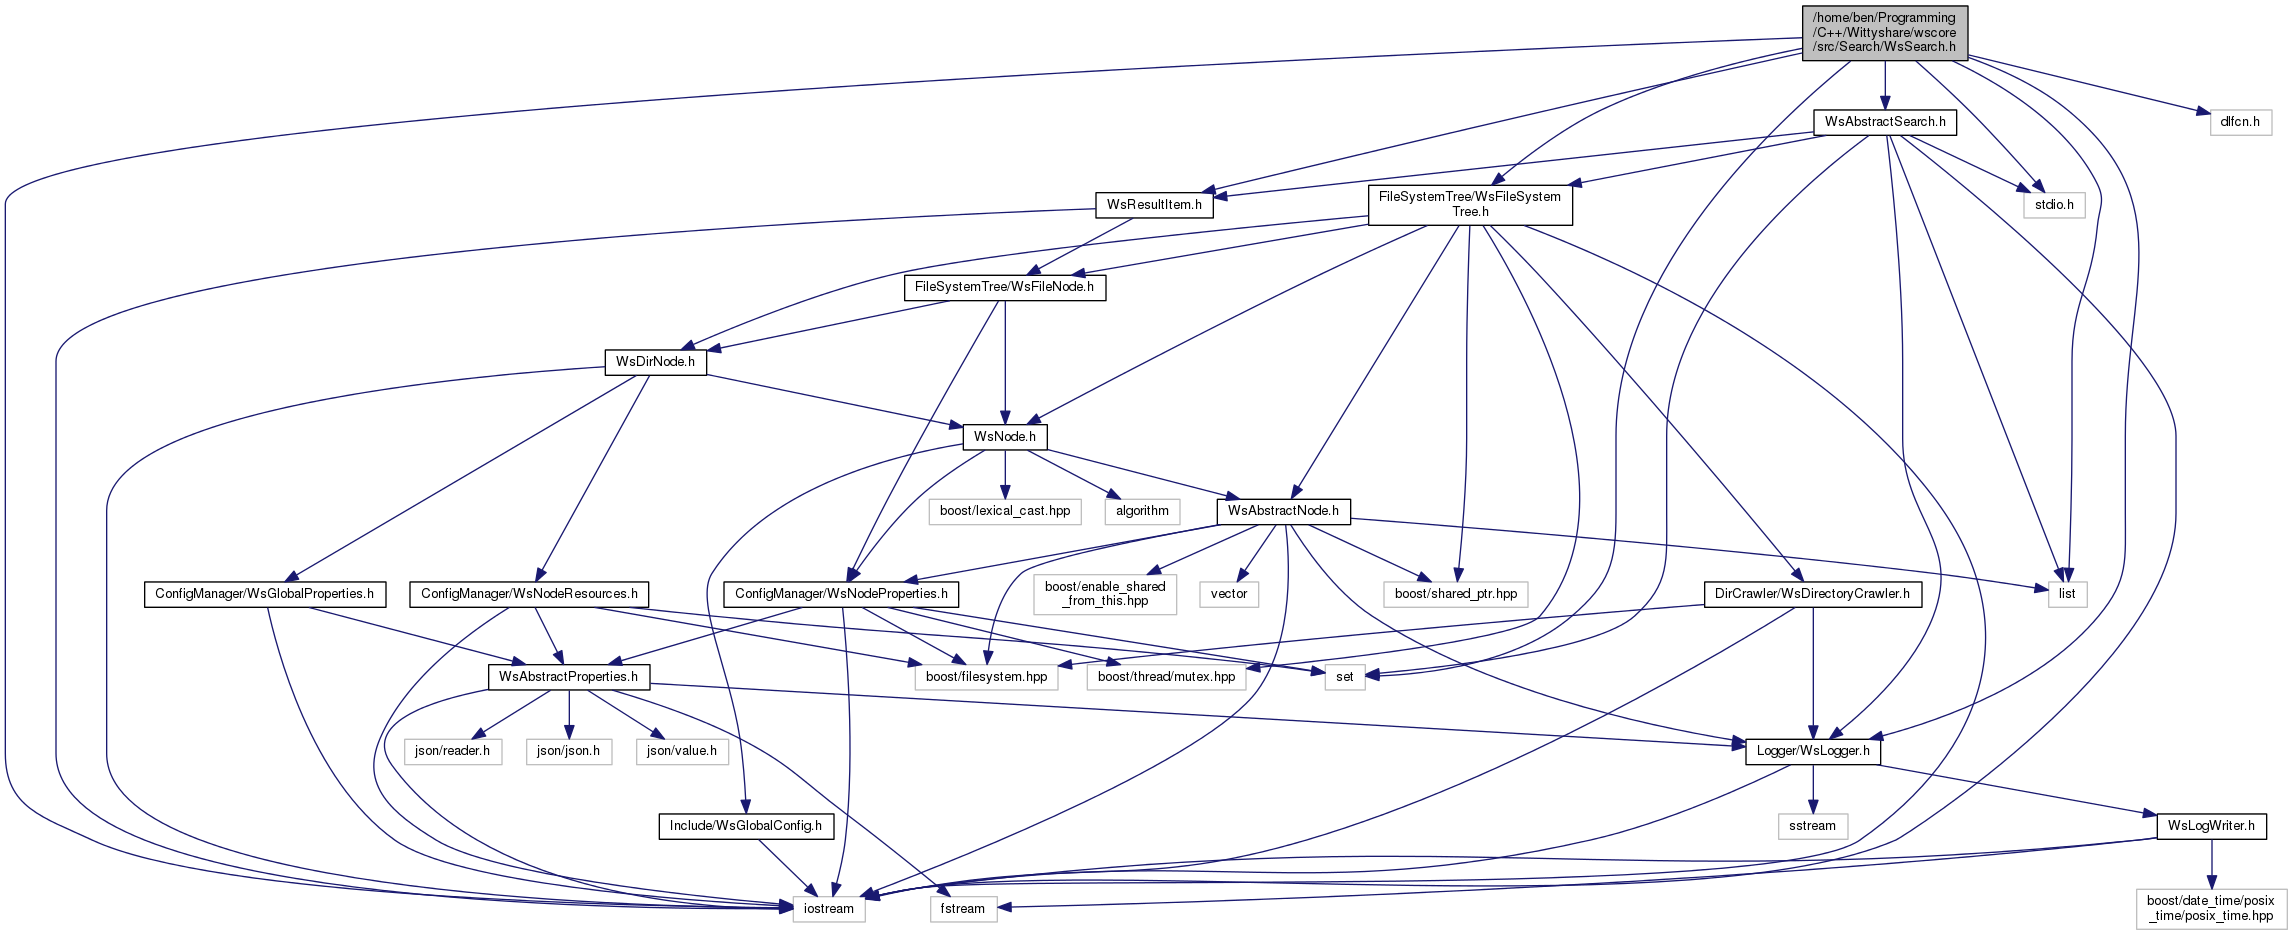 /home/ben/Programming
/C++/Wittyshare/wscore
/src/Search/WsSearch.h
WsAbstractSearch.h
dlfcn.h
WsResultItem.h
FileSystemTree/WsFileSystem
Tree.h
stdio.h
FileSystemTree/WsFileNode.h
WsDirNode.h
WsNode.h
boost/lexical_cast.hpp
algorithm
WsAbstractNode.h
ConfigManager/WsGlobalProperties.h
ConfigManager/WsNodeResources.h
ConfigManager/WsNodeProperties.h
boost/enable_shared
_from_this.hpp
vector
boost/shared_ptr.hpp
DirCrawler/WsDirectoryCrawler.h
list
WsAbstractProperties.h
boost/filesystem.hpp
boost/thread/mutex.hpp
set
json/reader.h
json/json.h
json/value.h
Logger/WsLogger.h
Include/WsGlobalConfig.h
sstream
WsLogWriter.h
iostream
fstream
boost/date_time/posix
_time/posix_time.hpp